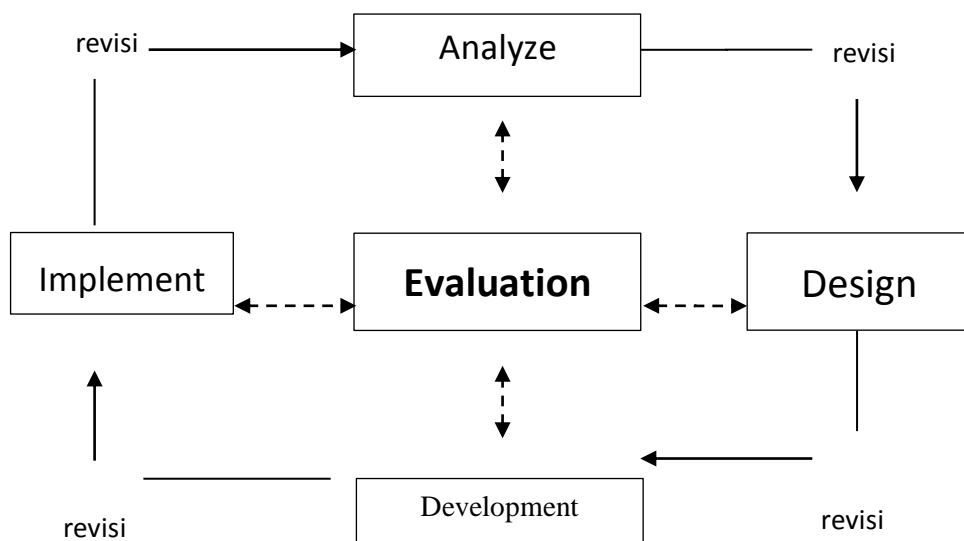 revisi
Analyze
revisi
Implement
Evaluation
Design
revisi
Development
revisi